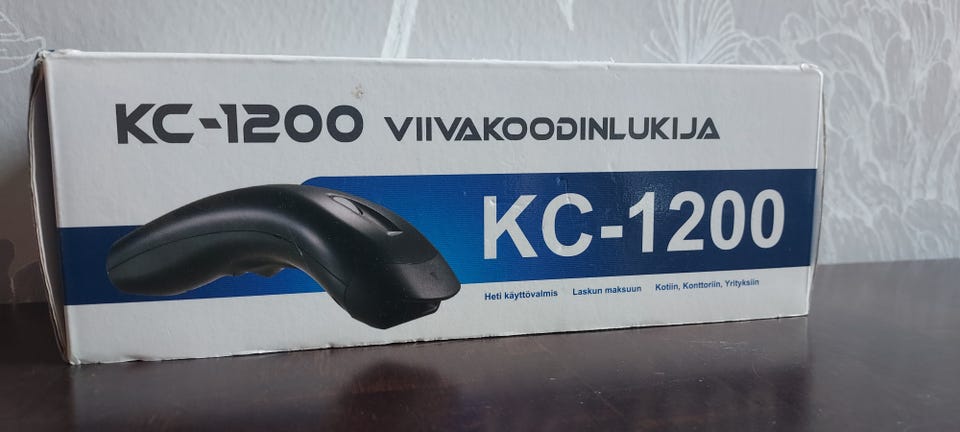 KC-1200 VIIVAKOODINLUKIJA
KC-1200
Heti käyttövalmis Laskun maksuun Kotiin, Konttoriin, Yrityksiin